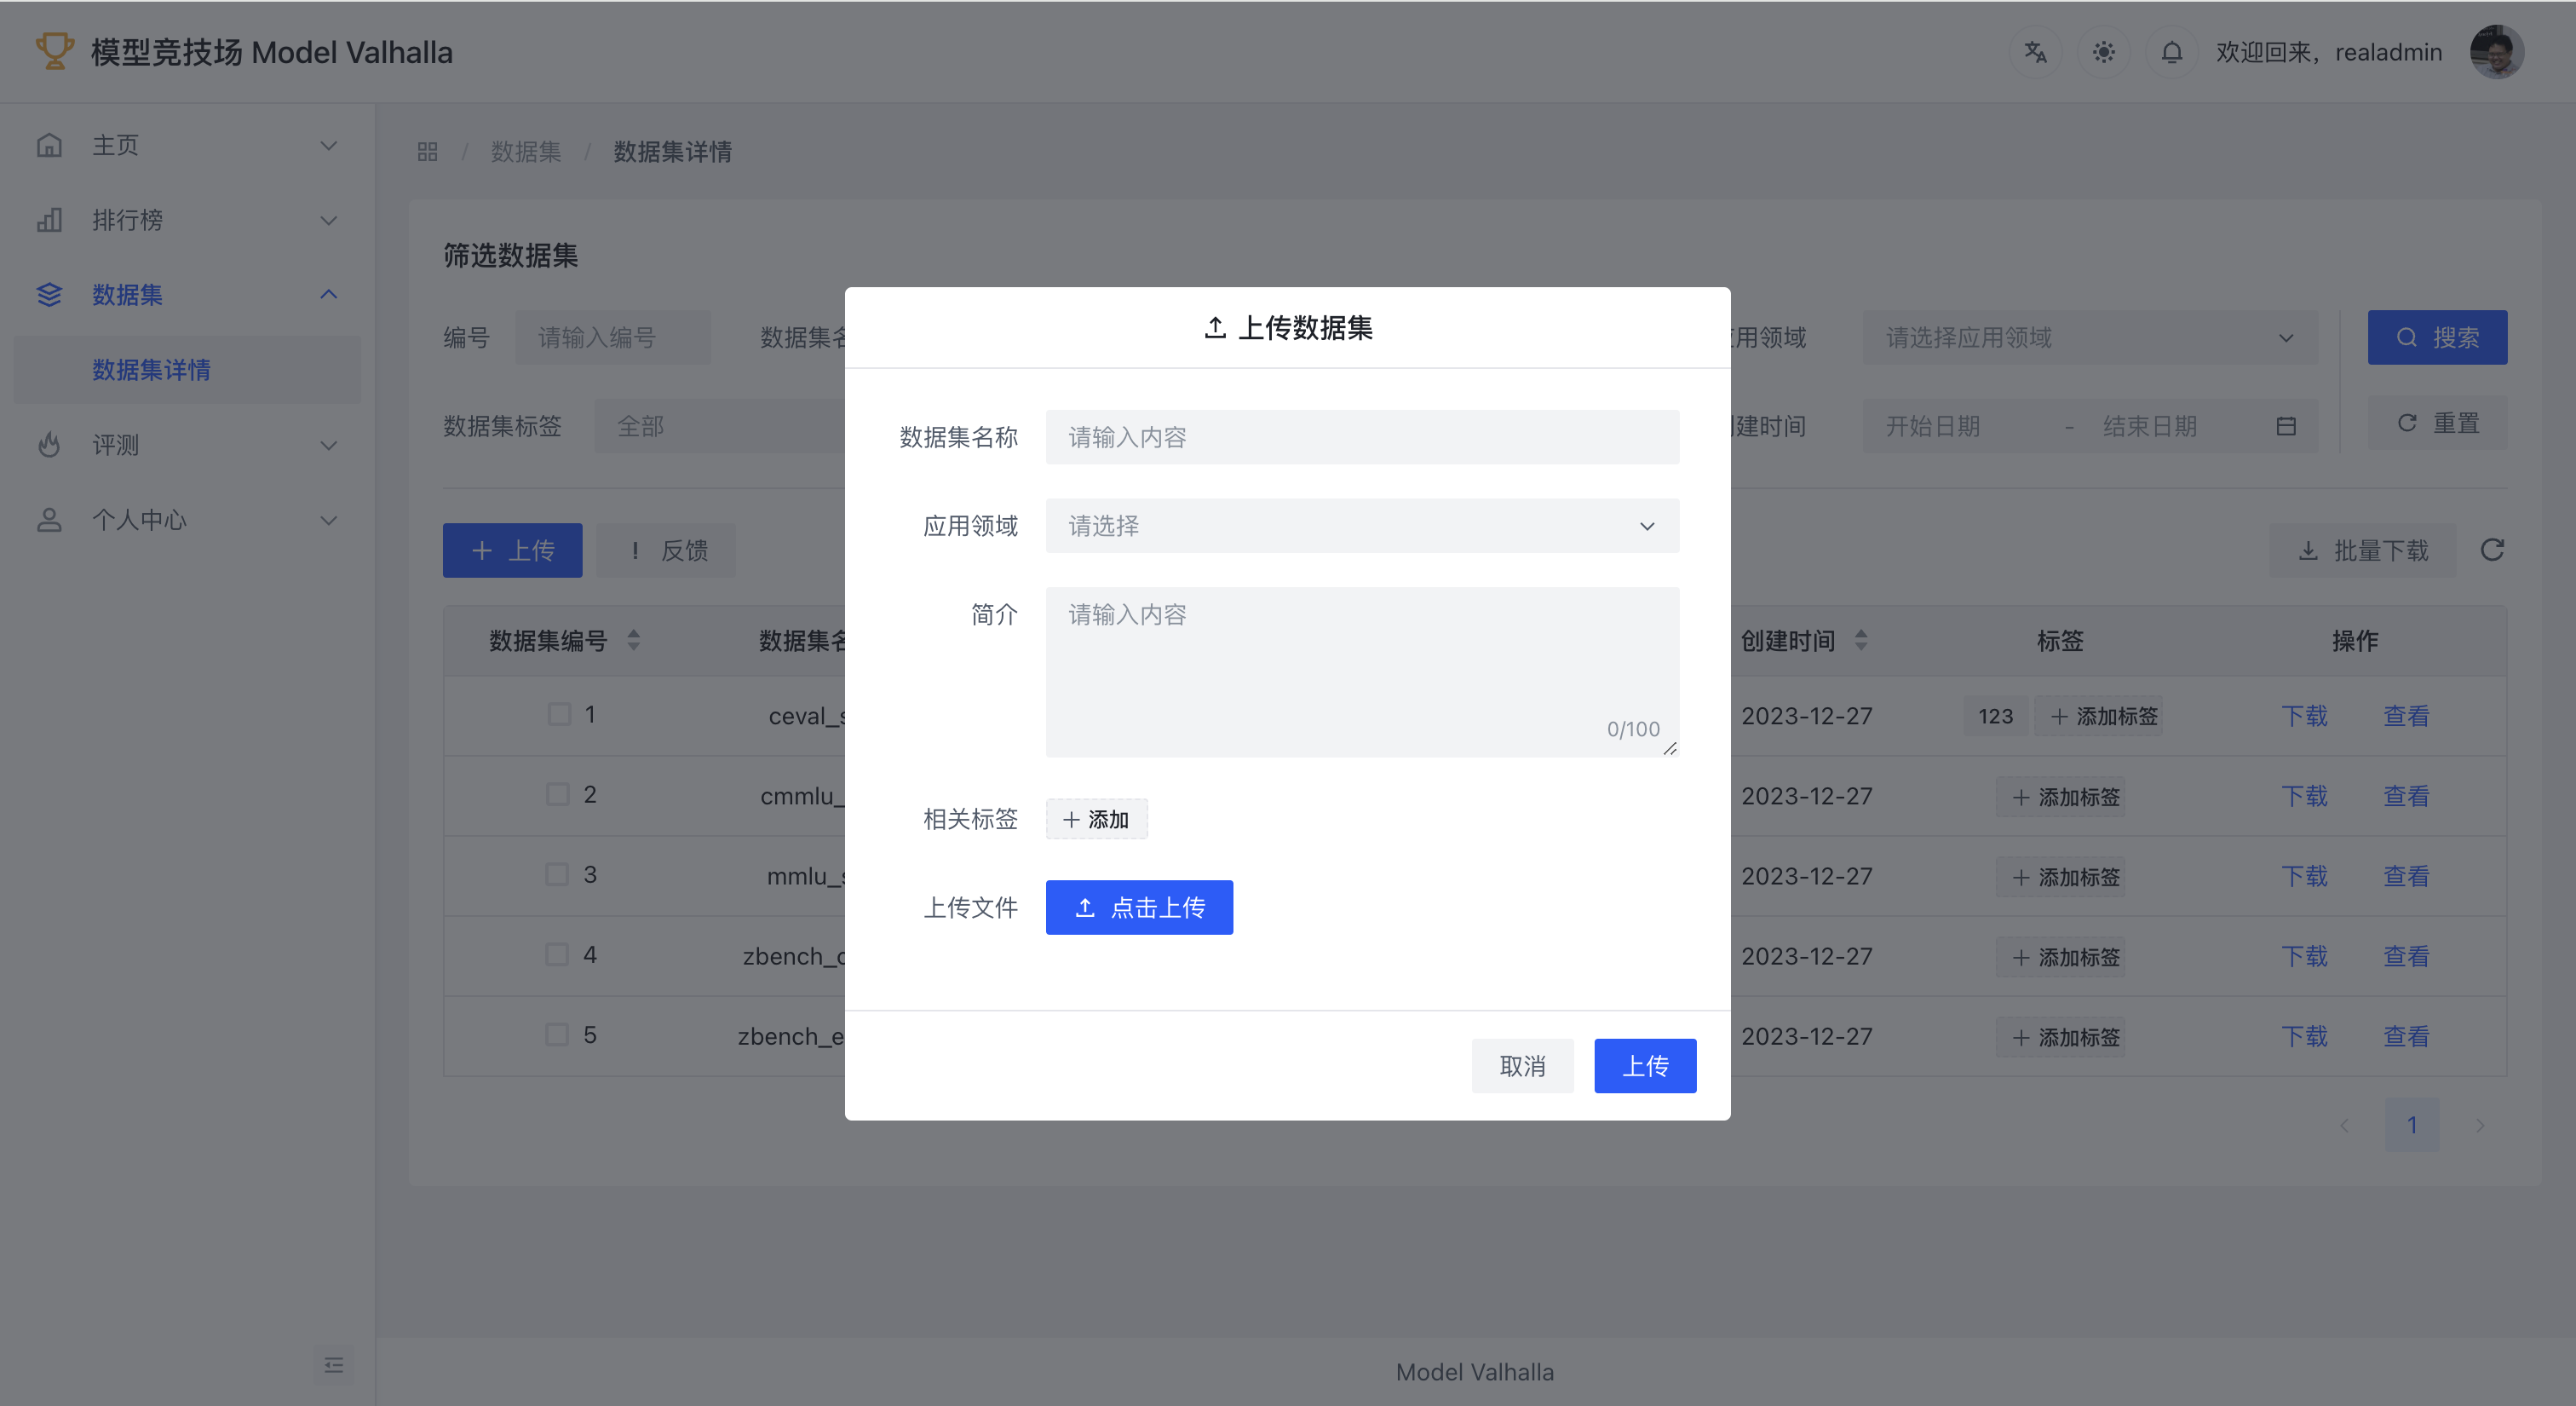 模型竞技场 Model Valhalla
欢迎回来，realadmin
主页
排行榜
数据集
数据集详情
评测
个人中心
/ 数据集 / 数据集详情
筛选数据集
编号 请输入编号 数据集名 用领域 请选择应用领域 搜索
数据集标签 全部 建时间 开始日期 - 结束日期 重置
+ 上传 ! 反馈 批量下载
数据集编号 数据集名 创建时间 标签 操作
1 ceval_s 2023-12-27 123 + 添加标签 下载 查看
2 cmmlu_ 2023-12-27 + 添加标签 下载 查看
3 mmlu_s 2023-12-27 + 添加标签 下载 查看
4 zbench_c 2023-12-27 + 添加标签 下载 查看
5 zbench_e 2023-12-27 + 添加标签 下载 查看
1
上传数据集
数据集名称 请输入内容
应用领域 请选择
简介 请输入内容
0/100
相关标签 + 添加
上传文件 点击上传
取消 上传
Model Valhalla